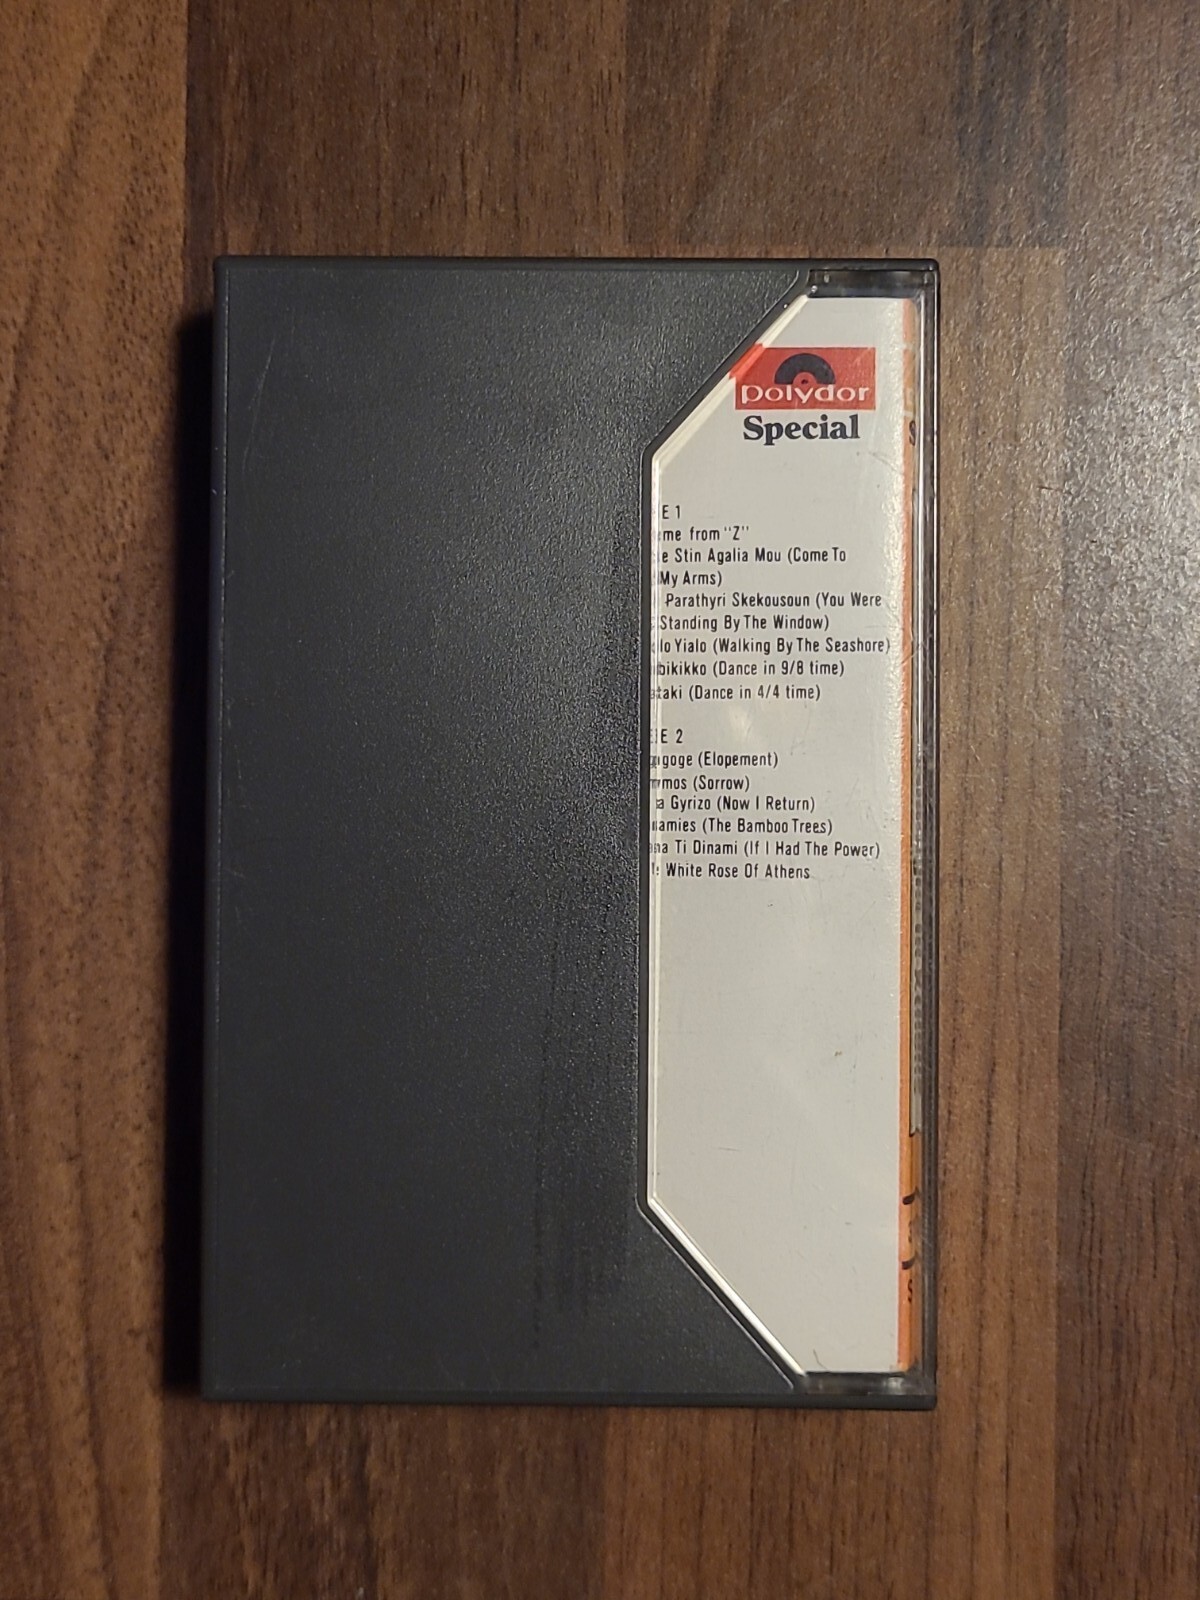 polydor
Special
E 1
eme from "Z"
e Stin Agalia Mou (Come To
My Arms)
Parathyri Skekousoun (You Were
Standing By The Window)
lo Yialo (Walking By The Seashore)
bikikko (Dance in 9/8 time)
taki (Dance in 4/4 time)
E 2
goge (Elopement)
mos (Sorrow)
a Gyrizo (Now I Return)
amies (The Bamboo Trees)
na Ti Dinami (If I Had The Power)
White Rose Of Athens